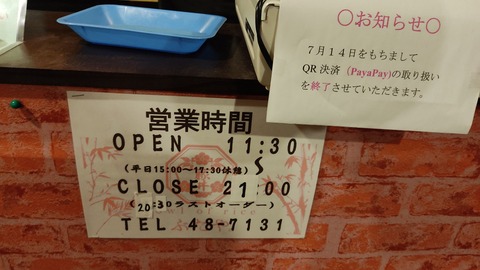 〇お知らせ〇
7月14日をもちまして
QR決済（PayaPay)の取り扱い
を終了させていただきます。
営業時間
OPEN 11:30
〜
(平日15:00〜17:30休憩)
CLOSE 21:00
(20:30ラストオーダー)
TEL 48-7131